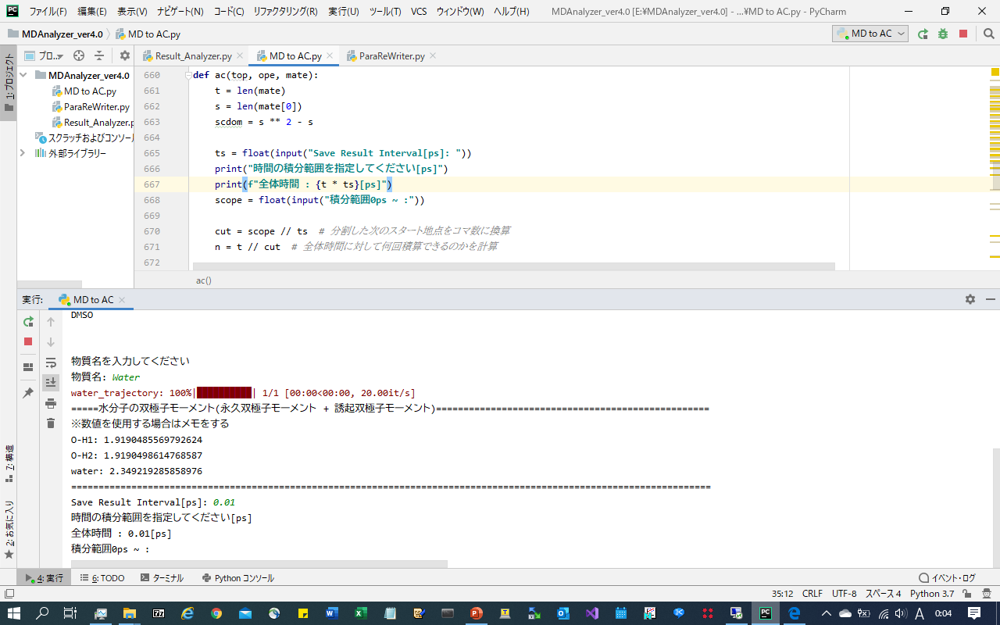 ファイル(F) 編集(E) 表示(V) ナビゲート(N) コード(C) リファクタリング(R) 実行(U) ツール(T) VCS ウィンドウ(W) ヘルプ(H) MDAnalyzer_ver4.0 [E:¥MDAnalyzer_ver4.0] - ...¥MD to AC.py - PyCharm
MDAnalyzer_ver4.0 MD to AC.py MD to AC
1: プロジェクト
プロ... Result_Analyzer.py MD to AC.py ParaReWriter.py
MDAnalyzer_ver4.0
MD to AC.py
ParaReWriter.py
Result_Analyzer.p
スクラッチおよびコンソール
外部ライブラリー
660 def ac(top, ope, mate):
661 t = len(mate)
662 s = len(mate[0])
663 scdom = s ** 2 - s
664
665 ts = float(input("Save Result Interval[ps]: "))
666 print("時間の積分範囲を指定してください[ps]")
667 print(f"全体時間 : {t * ts}[ps]")
668 scope = float(input("積分範囲0ps ~ :"))
669
670 cut = scope // ts # 分割した次のスタート地点をコマ数に換算
671 n = t // cut # 全体時間に対して何回積算できるのかを計算
672
ac()
実行: MD to AC
DMSO
物質名を入力してください
物質名: Water
water_trajectory: 100%|██████████| 1/1 [00:00<00:00, 20.00it/s]
=====水分子の双極子モーメント(永久双極子モーメント + 誘起双極子モーメント)==================================================
※数値を使用する場合はメモをする
O-H1: 1.9190485569792624
O-H2: 1.9190498614768587
water: 2.349219285858976
=====================================================================================================================
Save Result Interval[ps]: 0.01
時間の積分範囲を指定してください[ps]
全体時間 : 0.01[ps]
積分範囲0ps ~ :
7: 構造
2: お気に入り
4: 実行 6: TODO ターミナル Python コンソール イベント・ログ
35:12 CRLF UTF-8 スペース 4 Python 3.7
A 0:04